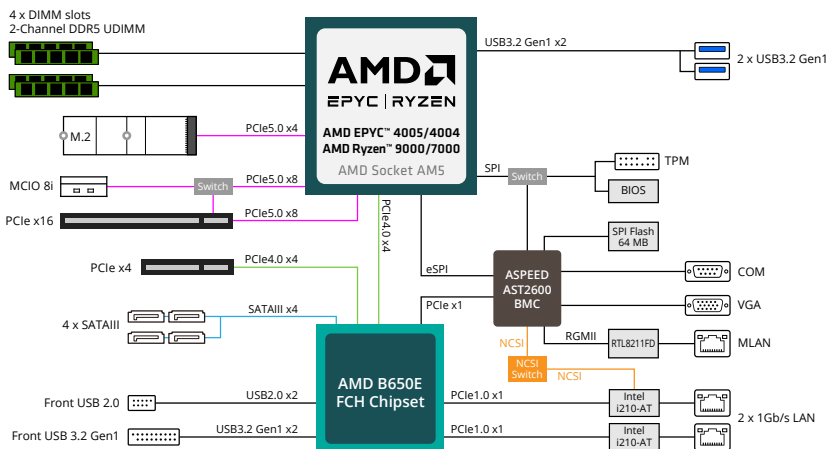 4 x DIMM slots
2-Channel DDR5 UDIMM
AMD
EPYC | RYZEN
AMD EPYC™ 4005/4004
AMD Ryzen™ 9000/7000
AMD Socket AM5
USB3.2 Gen1 x2
2 x USB3.2 Gen1
M.2
PCIe5.0 x4
MCIO 8i
Switch
PCIe5.0 x8
PCIe x16
PCIe5.0 x8
PCIe4.0 x4
SPI
Switch
TPM
BIOS
SPI Flash
64 MB
PCIe x4
PCIe4.0 x4
eSPI
ASPEED
AST2600
BMC
COM
PCIe x1
VGA
4 x SATAIII
SATAIII x4
RGMII
RTL8211FD
MLAN
NCSI
NCSI
Switch
NCSI
AMD B650E
FCH Chipset
Front USB 2.0
USB2.0 x2
PCIe1.0 x1
Intel
i210-AT
2 x 1Gb/s LAN
Front USB 3.2 Gen1
USB3.2 Gen1 x2
PCIe1.0 x1
Intel
i210-AT